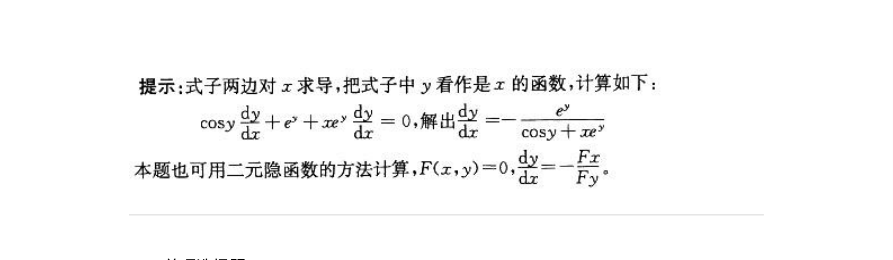 提示:式子两边对 x 求导,把式子中 y 看作是 x 的函数,计算如下:
cosy dy/dx + e^y + xe^y dy/dx = 0,解出 dy/dx = - e^y/(cosy + xe^y)
本题也可用二元隐函数的方法计算,F(x,y)=0, dy/dx = - Fx/Fy。